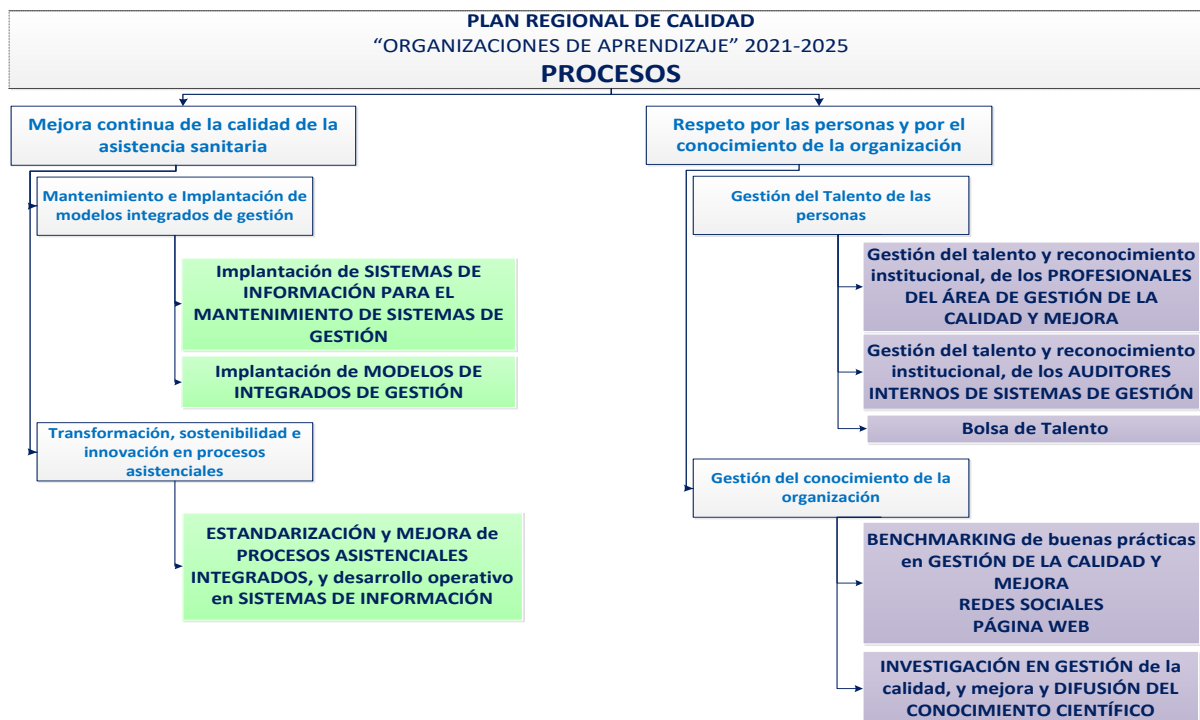 PLAN REGIONAL DE CALIDAD
“ORGANIZACIONES DE APRENDIZAJE” 2021-2025
PROCESOS
Mejora continua de la calidad de la
asistencia sanitaria
Mantenimiento e Implantación de
modelos integrados de gestión
Implantación de SISTEMAS DE
INFORMACIÓN PARA EL
MANTENIMIENTO DE SISTEMAS DE
GESTIÓN
Implantación de MODELOS DE
INTEGRADOS DE GESTIÓN
Transformación, sostenibilidad e
innovación en procesos
asistenciales
ESTANDARIZACIÓN y MEJORA de
PROCESOS ASISTENCIALES
INTEGRADOS, y desarrollo operativo
en SISTEMAS DE INFORMACIÓN
Respeto por las personas y por el
conocimiento de la organización
Gestión del Talento de las
personas
Gestión del talento y reconocimiento
institucional, de los PROFESIONALES
DEL ÁREA DE GESTIÓN DE LA
CALIDAD Y MEJORA
Gestión del talento y reconocimiento
institucional, de los AUDITORES
INTERNOS DE SISTEMAS DE GESTIÓN
Bolsa de Talento
Gestión del conocimiento de la
organización
BENCHMARKING de buenas prácticas
en GESTIÓN DE LA CALIDAD Y
MEJORA
REDES SOCIALES
PÁGINA WEB
INVESTIGACIÓN EN GESTIÓN de la
calidad, y mejora y DIFUSIÓN DEL
CONOCIMIENTO CIENTÍFICO